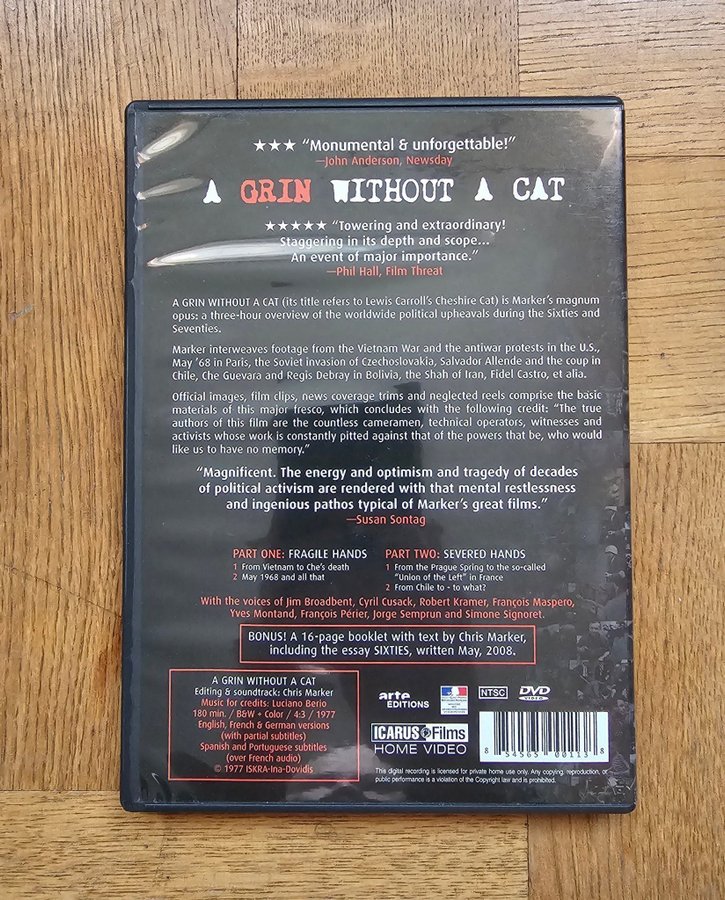 ★★★ “Monumental & unforgettable!”
—John Anderson, Newsday
A GRIN WITHOUT A CAT
★★★★★ “Towering and extraordinary!
Staggering in its depth and scope...
An event of major importance.”
—Phil Hall, Film Threat
A GRIN WITHOUT A CAT (its title refers to Lewis Carroll’s Cheshire Cat) is Marker’s magnum
opus: a three-hour overview of the worldwide political upheavals during the Sixties and
Seventies.
Marker interweaves footage from the Vietnam War and the antiwar protests in the U.S.,
May ’68 in Paris, the Soviet invasion of Czechoslovakia, Salvador Allende and the coup in
Chile, Che Guevara and Regis Debray in Bolivia, the Shah of Iran, Fidel Castro, et alia.
Official images, film clips, news coverage trims and neglected reels comprise the basic
materials of this major fresco, which concludes with the following credit: “The true
authors of this film are the countless cameramen, technical operators, witnesses and
activists whose work is constantly pitted against that of the powers that be, who would
like us to have no memory.”
“Magnificent. The energy and optimism and tragedy of decades
of political activism are rendered with that mental restlessness
and ingenious pathos typical of Marker’s great films.”
—Susan Sontag
PART ONE: FRAGILE HANDS
1 From Vietnam to Che’s death
2 May 1968 and all that
PART TWO: SEVERED HANDS
1 From the Prague Spring to the so-called
“Union of the Left” in France
2 From Chile to - to what?
With the voices of Jim Broadbent, Cyril Cusack, Robert Kramer, François Maspero,
Yves Montand, François Périer, Jorge Semprun and Simone Signoret.
BONUS! A 16-page booklet with text by Chris Marker,
including the essay SIXTIES, written May, 2008.
A GRIN WITHOUT A CAT
Editing & soundtrack: Chris Marker
Music for credits: Luciano Berio
180 min. / B&W + Color / 4:3 / 1977
English, French & German versions
(with partial subtitles)
Spanish and Portuguese subtitles
(over French audio)
© 1977 ISKRA-Ina-Dovidis
arte
EDITIONS
NTSC
DVD
VIDEO
ICARUS Films
HOME VIDEO
8 54565 00113 8
This digital recording is licensed for private home use only. Any copying, reproduction, or
public performance is a violation of the Copyright law and is prohibited.